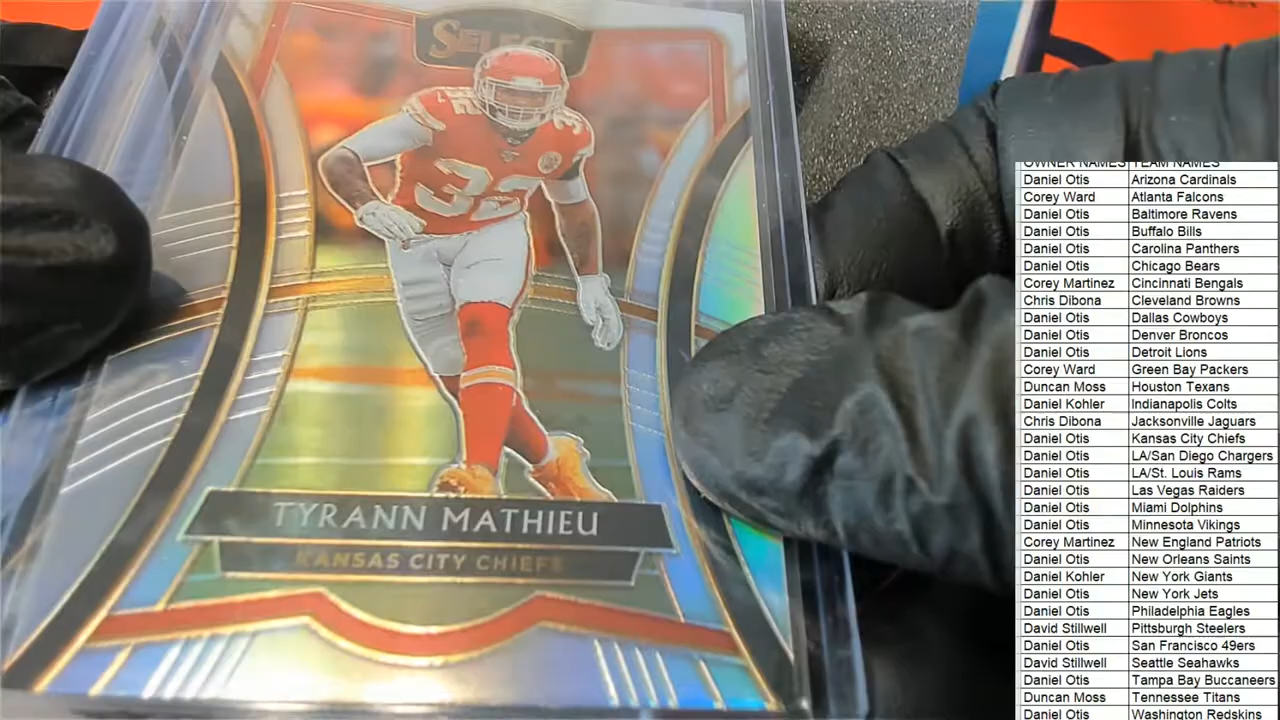 SELECT
32
32
TYRANN MATHIEU
KANSAS CITY CHIEFS
OWNER NAMES TEAM NAMES
Daniel Otis Arizona Cardinals
Corey Ward Atlanta Falcons
Daniel Otis Baltimore Ravens
Daniel Otis Buffalo Bills
Daniel Otis Carolina Panthers
Daniel Otis Chicago Bears
Corey Martinez Cincinnati Bengals
Chris Dibona Cleveland Browns
Daniel Otis Dallas Cowboys
Daniel Otis Denver Broncos
Daniel Otis Detroit Lions
Corey Ward Green Bay Packers
Duncan Moss Houston Texans
Daniel Kohler Indianapolis Colts
Chris Dibona Jacksonville Jaguars
Daniel Otis Kansas City Chiefs
Daniel Otis LA/San Diego Chargers
Daniel Otis LA/St. Louis Rams
Daniel Otis Las Vegas Raiders
Daniel Otis Miami Dolphins
Daniel Otis Minnesota Vikings
Corey Martinez New England Patriots
Daniel Otis New Orleans Saints
Daniel Kohler New York Giants
Daniel Otis New York Jets
Daniel Otis Philadelphia Eagles
David Stillwell Pittsburgh Steelers
Daniel Otis San Francisco 49ers
David Stillwell Seattle Seahawks
Daniel Otis Tampa Bay Buccaneers
Duncan Moss Tennessee Titans
Daniel Otis Washington Redskins